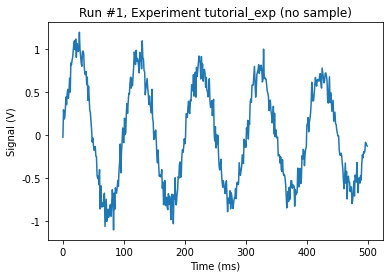 Run #1, Experiment tutorial_exp (no sample)
Signal (V)
1
0.5
0
-0.5
-1
0 100 200 300 400 500
Time (ms)